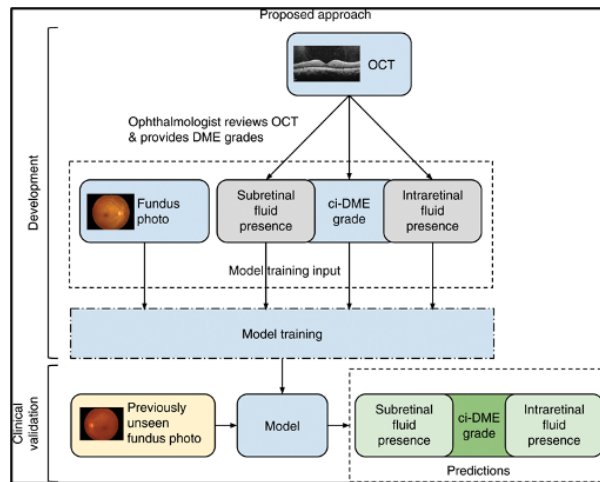 Proposed approach
OCT
Ophthalmologist reviews OCT
& provides DME grades
Development
Fundus
photo
Subretinal
fluid
presence
ci-DME
grade
Intraretinal
fluid
presence
Model training input
Model training
Clinical
validation
Previously
unseen
fundus photo
Model
Subretinal
fluid
presence
ci-DME
grade
Intraretinal
fluid
presence
Predictions